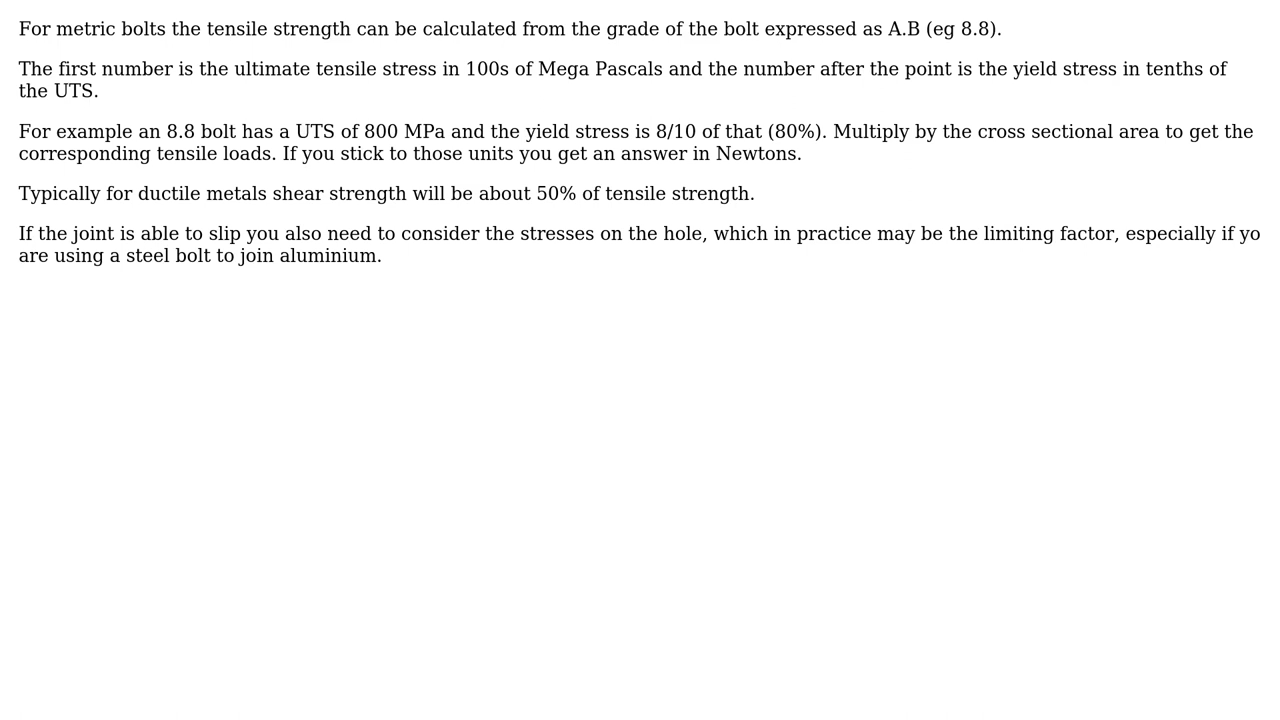 For metric bolts the tensile strength can be calculated from the grade of the bolt expressed as A.B (eg 8.8).
The first number is the ultimate tensile stress in 100s of Mega Pascals and the number after the point is the yield stress in tenths of
the UTS.
For example an 8.8 bolt has a UTS of 800 MPa and the yield stress is 8/10 of that (80%). Multiply by the cross sectional area to get the
corresponding tensile loads. If you stick to those units you get an answer in Newtons.
Typically for ductile metals shear strength will be about 50% of tensile strength.
If the joint is able to slip you also need to consider the stresses on the hole, which in practice may be the limiting factor, especially if yo
are using a steel bolt to join aluminium.